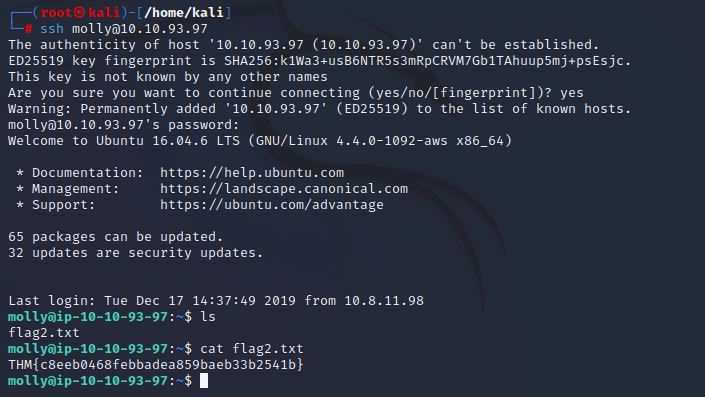 ┌──(root㉿kali)-[/home/kali]
└─# ssh molly@10.10.93.97
The authenticity of host '10.10.93.97 (10.10.93.97)' can't be established.
ED25519 key fingerprint is SHA256:k1Wa3+usB6NTR5s3mRpCRVM7Gb1TAhuup5mj+psEsjc.
This key is not known by any other names
Are you sure you want to continue connecting (yes/no/[fingerprint])? yes
Warning: Permanently added '10.10.93.97' (ED25519) to the list of known hosts.
molly@10.10.93.97's password:
Welcome to Ubuntu 16.04.6 LTS (GNU/Linux 4.4.0-1092-aws x86_64)
* Documentation:  https://help.ubuntu.com
* Management:     https://landscape.canonical.com
* Support:        https://ubuntu.com/advantage
65 packages can be updated.
32 updates are security updates.
Last login: Tue Dec 17 14:37:49 2019 from 10.8.11.98
molly@ip-10-10-93-97:~$ ls
flag2.txt
molly@ip-10-10-93-97:~$ cat flag2.txt
THM{c8eeb0468febbadea859baeb33b2541b}
molly@ip-10-10-93-97:~$